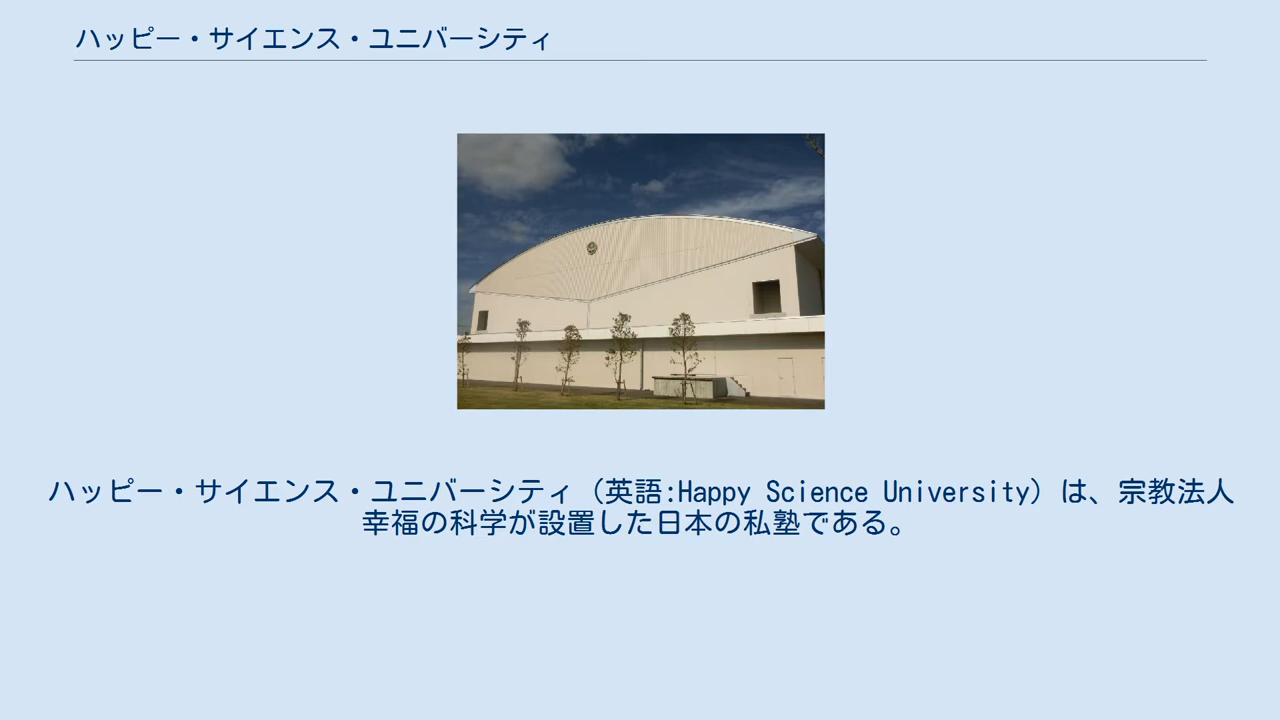 ハッピー・サイエンス・ユニバーシティ
ハッピー・サイエンス・ユニバーシティ（英語:Happy Science University）は、宗教法人
幸福の科学が設置した日本の私塾である。